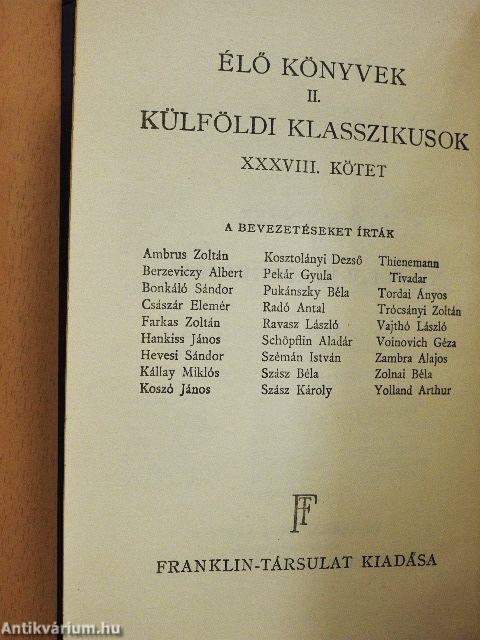 ÉLŐ KÖNYVEK
II.
KÜLFÖLDI KLASSZIKUSOK
XXXVIII. KÖTET
A BEVEZETÉSEKET ÍRTÁK
Ambrus Zoltán
Berzeviczy Albert
Bonkáló Sándor
Császár Elemér
Farkas Zoltán
Hankiss János
Hevesi Sándor
Kállay Miklós
Koszó János
Kosztolányi Dezső
Pekár Gyula
Pukánszky Béla
Radó Antal
Ravasz László
Schöpflin Aladár
Szémán István
Szász Béla
Szász Károly
Thienemann
Tivadar
Tordai Ányos
Trócsányi Zoltán
Vajthó László
Voinovich Géza
Zambra Alajos
Zolnai Béla
Yolland Arthur
FT
FRANKLIN-TÁRSULAT KIADÁSA
Antikvárium.hu